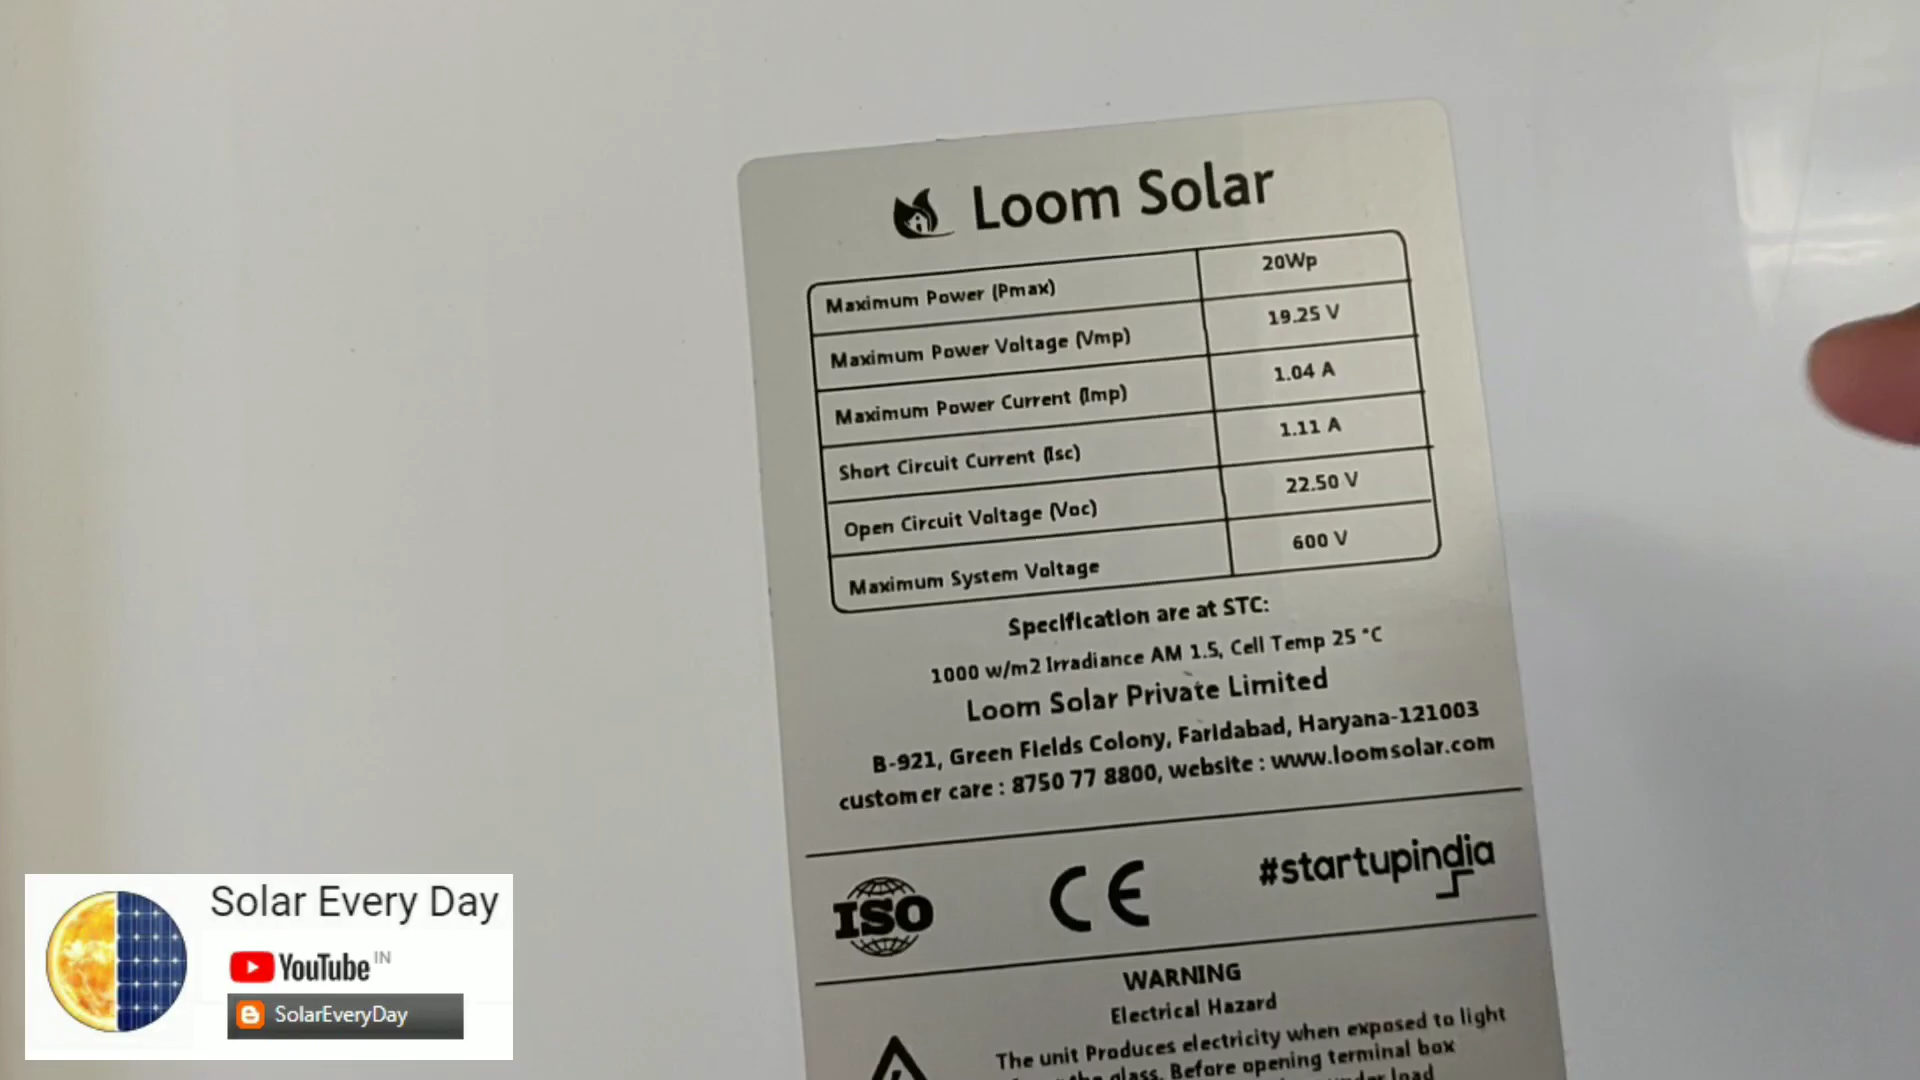 Loom Solar
Maximum Power (Pmax) 20Wp
Maximum Power Voltage (Vmp) 19.25 V
Maximum Power Current (Imp) 1.04 A
Short Circuit Current (Isc) 1.11 A
Open Circuit Voltage (Voc) 22.50 V
Maximum System Voltage 600 V
Specification are at STC:
1000 w/m2 Irradiance AM 1.5, Cell Temp 25 °C
Loom Solar Private Limited
B-921, Green Fields Colony, Faridabad, Haryana-121003
customer care : 8750 77 8800, website : www.loomsolar.com
ISO CE #startupindia
WARNING
Electrical Hazard
The unit Produces electricity when exposed to light
the glass. Before opening terminal box
load
Solar Every Day
YouTube IN
SolarEveryDay